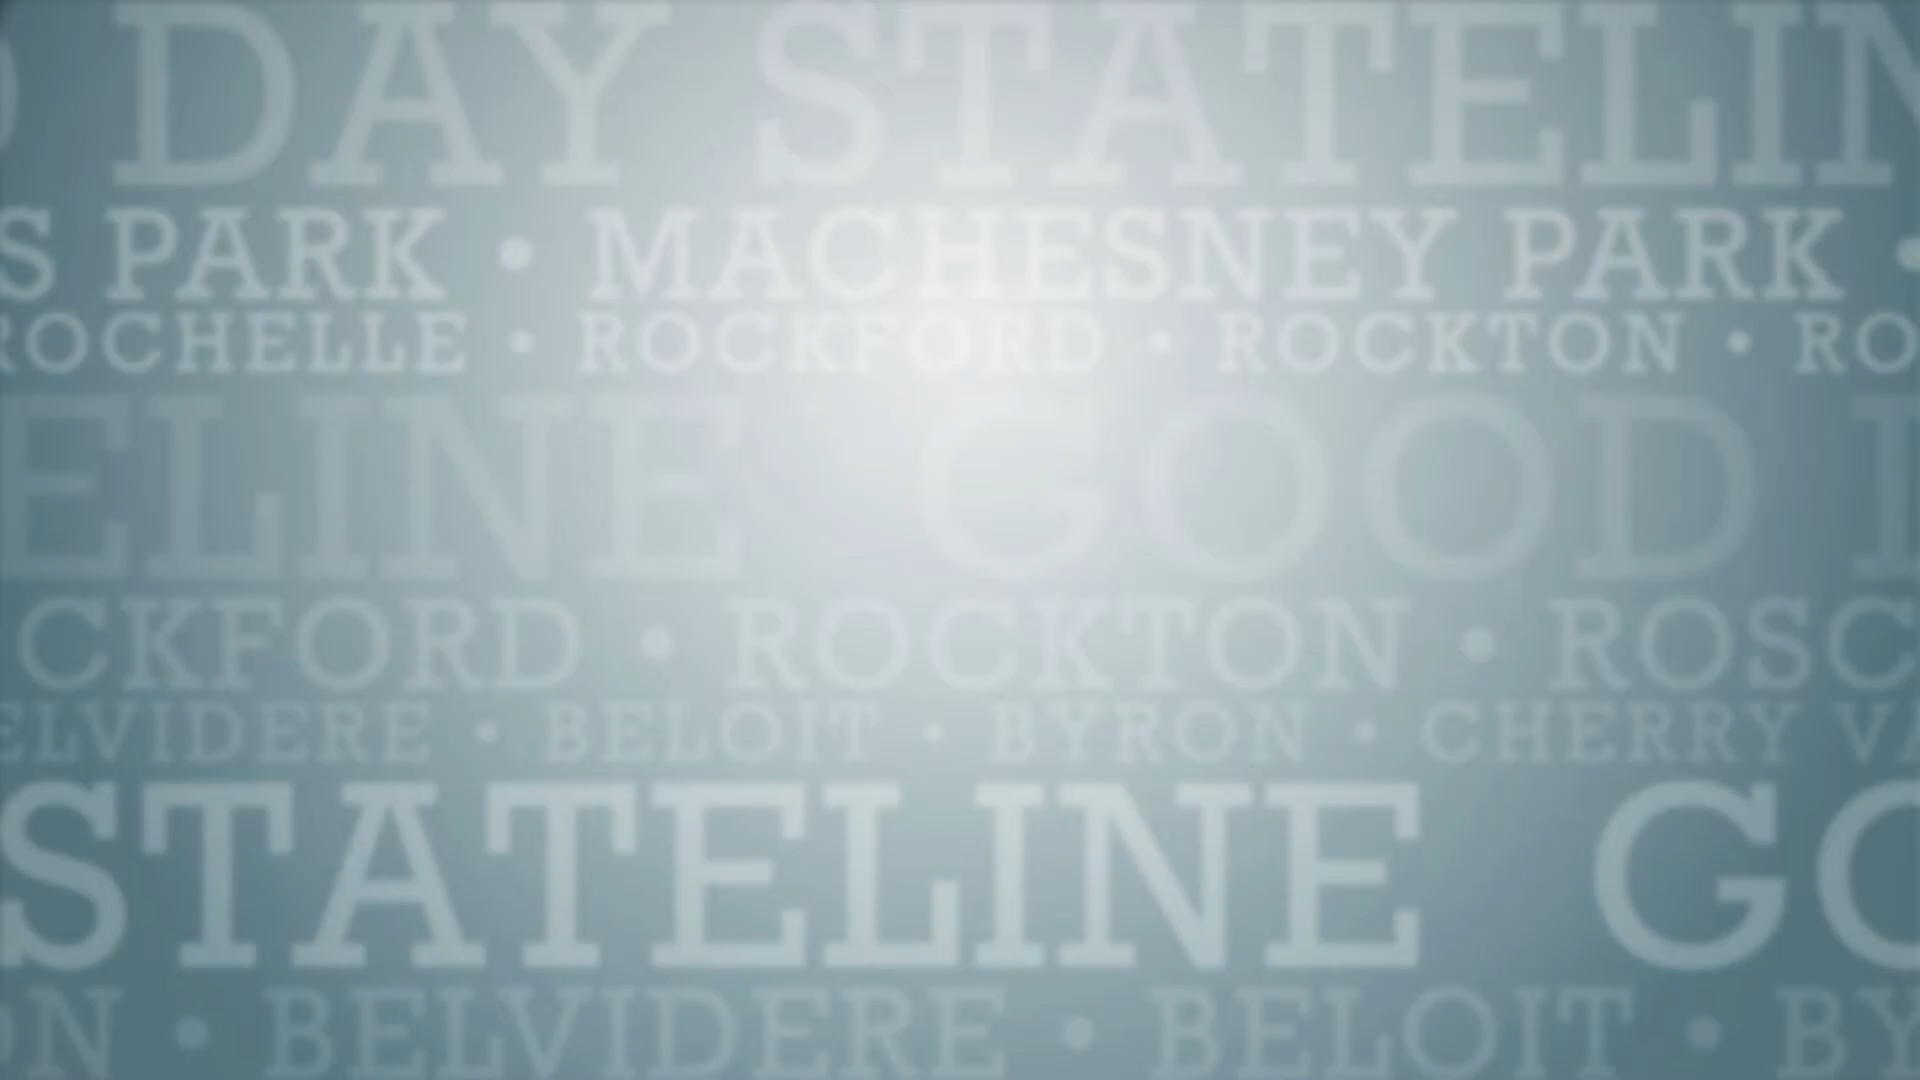 DAY STATELIN
S PARK • MACHESNEY PARK •
ROCHELLE • ROCKFORD • ROCKTON • RO
ELINE GOOD
CKFORD • ROCKTON • ROSC
ELVIDERE • BELOIT • BYRON • CHERRY VA
STATELINE GO
ON • BELVIDERE • BELOIT • BY